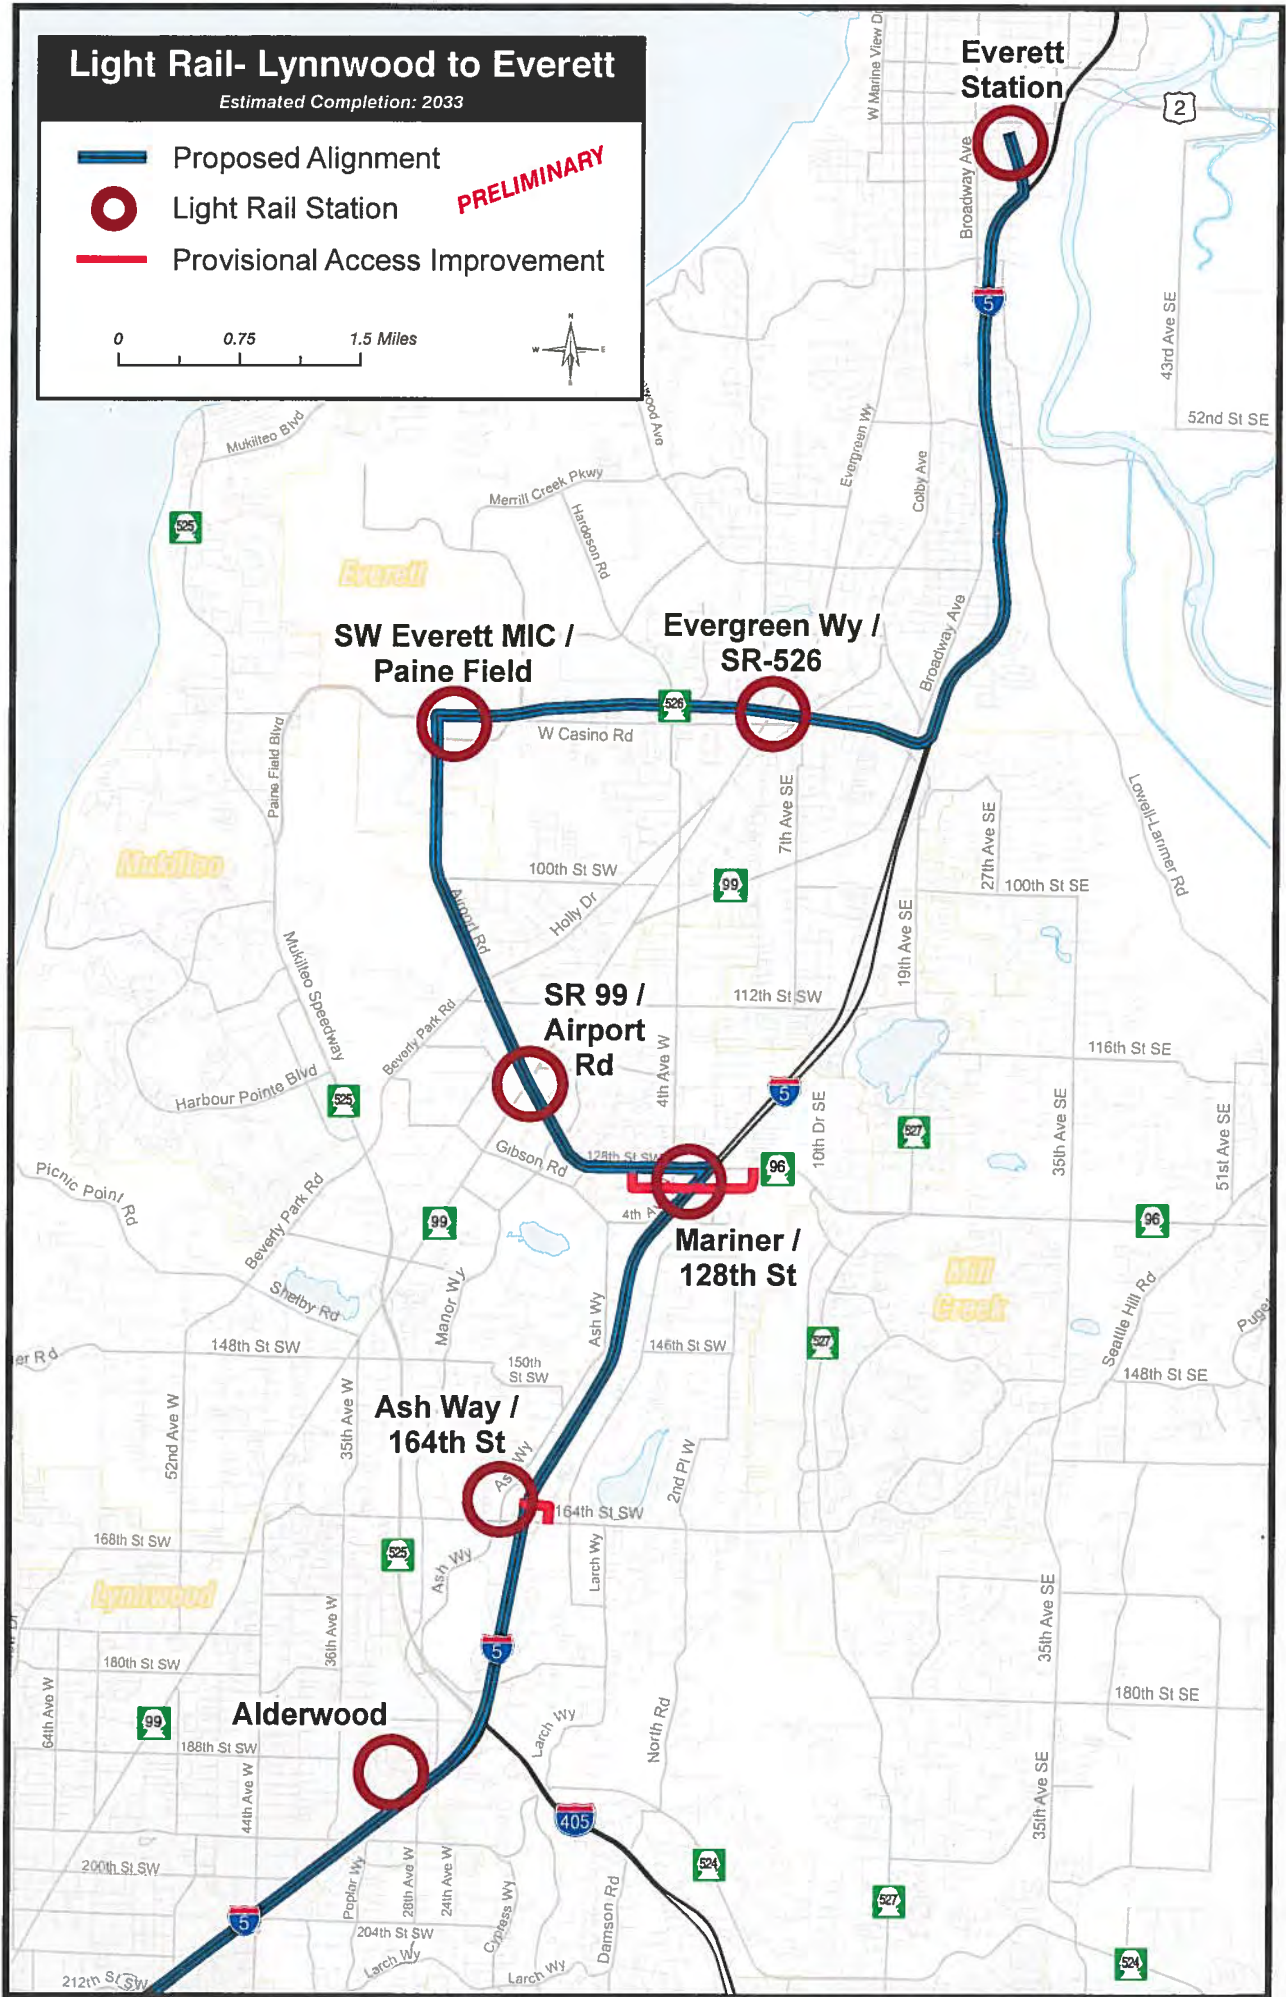 Light Rail- Lynnwood to Everett
Estimated Completion: 2033
Proposed Alignment
PRELIMINARY
Light Rail Station
Provisional Access Improvement
0 0.75 1.5 Miles
N
W E
S
Everett
Station
W Marine View Dr
2
Broadway Ave
5
43rd Ave SE
52nd St SE
Mukilteo Blvd
wood Ave
Evergreen Wy
Colby Ave
Merrill Creek Pkwy
Hardeson Rd
525
Everett
SW Everett MIC /
Paine Field
Evergreen Wy /
SR-526
Broadway Ave
526
W Casino Rd
Paine Field Blvd
7th Ave SE
27th Ave SE
Lowell-Larimer Rd
Mukilteo
100th St SW
99
100th St SE
Airport Rd
Holly Dr
19th Ave SE
Mukilteo Speedway
SR 99 /
Airport
Rd
112th St SW
Beverly Park Rd
4th Ave W
116th St SE
Harbour Pointe Blvd
525
5
10th Dr SE
527
35th Ave SE
51st Ave SE
Gibson Rd
128th St SW
96
Picnic Point Rd
Beverly Park Rd
99
4th Av
96
Mariner /
128th St
Mill
Creek
Shelby Rd
Manor Wy
Ash Wy
Seattle Hill Rd
Puget
148th St SW
146th St SW
527
er Rd
150th
St SW
148th St SE
52nd Ave W
35th Ave W
Ash Way /
164th St
Ash Wy
2nd Pl W
164th St SW
168th St SW
525
Ash Wy
Larch Wy
Lynnwood
36th Ave W
35th Ave SE
5
180th St SW
64th Ave W
180th St SE
99
Alderwood
Larch Wy
North Rd
188th St SW
44th Ave W
405
35th Ave SE
200th St SW
Poplar Wy
28th Ave W
24th Ave W
Cypress Wy
Damson Rd
524
527
5
204th St SW
Larch Wy
Larch Wy
524
212th St SW